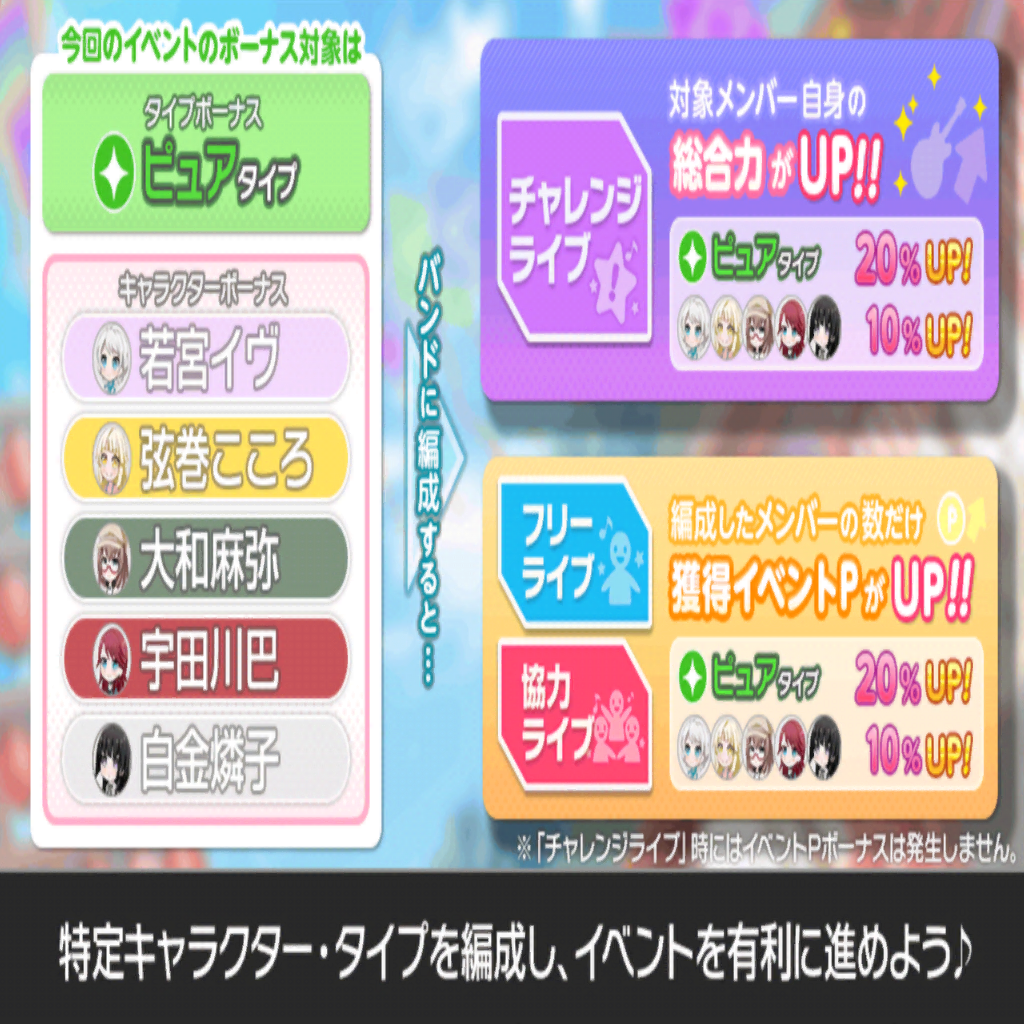 今回のイベントのボーナス対象は
タイプボーナス
ピュアタイプ
キャラクターボーナス
若宮イヴ
弦巻こころ
大和麻弥
宇田川巴
白金燐子
バンドに編成すると…
チャレンジ
ライブ
対象メンバー自身の
総合力がUP!!
ピュアタイプ 20%UP!
10%UP!
フリー
ライブ
協力
ライブ
編成したメンバーの数だけ
P
獲得イベントPがUP!!
ピュアタイプ 20%UP!
10%UP!
※「チャレンジライブ」時にはイベントPボーナスは発生しません。
特定キャラクター・タイプを編成し、イベントを有利に進めよう♪